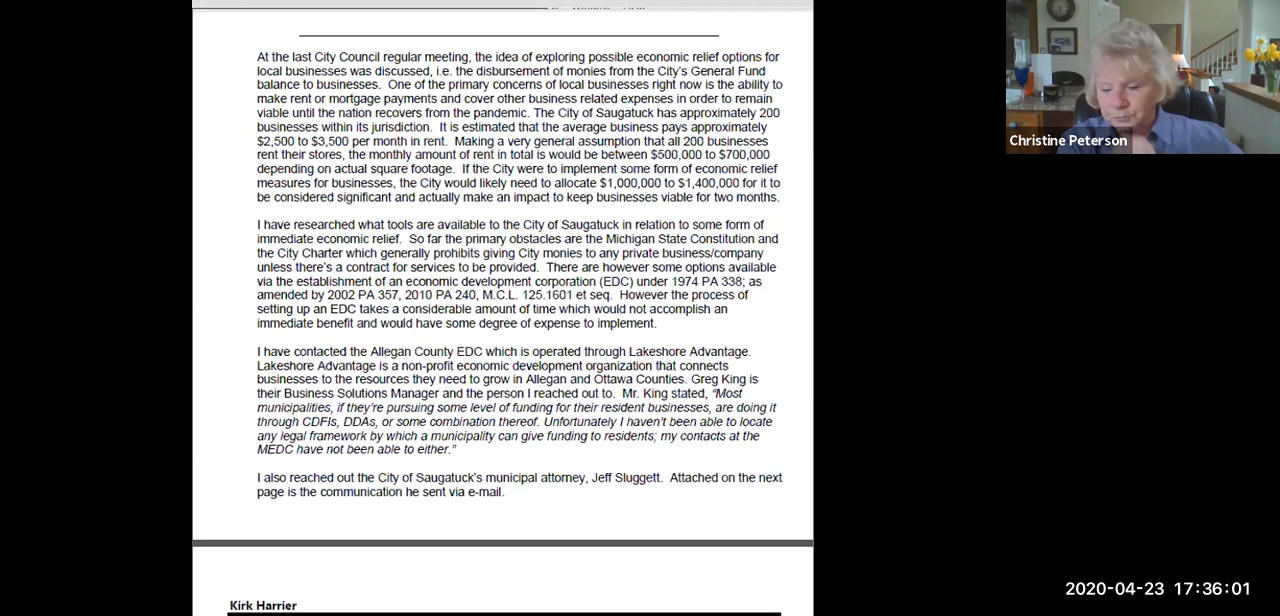 At the last City Council regular meeting, the idea of exploring possible economic relief options for
local businesses was discussed, i.e. the disbursement of monies from the City's General Fund
balance to businesses. One of the primary concerns of local businesses right now is the ability to
make rent or mortgage payments and cover other business related expenses in order to remain
viable until the nation recovers from the pandemic. The City of Saugatuck has approximately 200
businesses within its jurisdiction. It is estimated that the average business pays approximately
$2,500 to $3,500 per month in rent. Making a very general assumption that all 200 businesses
rent their stores, the monthly amount of rent in total is would be between $500,000 to $700,000
depending on actual square footage. If the City were to implement some form of economic relief
measures for businesses, the City would likely need to allocate $1,000,000 to $1,400,000 for it to
be considered significant and actually make an impact to keep businesses viable for two months.
I have researched what tools are available to the City of Saugatuck in relation to some form of
immediate economic relief. So far the primary obstacles are the Michigan State Constitution and
the City Charter which generally prohibits giving City monies to any private business/company
unless there's a contract for services to be provided. There are however some options available
via the establishment of an economic development corporation (EDC) under 1974 PA 338; as
amended by 2002 PA 357, 2010 PA 240, M.C.L. 125.1601 et seq. However the process of
setting up an EDC takes a considerable amount of time which would not accomplish an
immediate benefit and would have some degree of expense to implement.
I have contacted the Allegan County EDC which is operated through Lakeshore Advantage.
Lakeshore Advantage is a non-profit economic development organization that connects
businesses to the resources they need to grow in Allegan and Ottawa Counties. Greg King is
their Business Solutions Manager and the person I reached out to. Mr. King stated, "Most
municipalities, if they're pursuing some level of funding for their resident businesses, are doing it
through CDFIs, DDAs, or some combination thereof. Unfortunately I haven't been able to locate
any legal framework by which a municipality can give funding to residents; my contacts at the
MEDC have not been able to either."
I also reached out the City of Saugatuck's municipal attorney, Jeff Sluggett. Attached on the next
page is the communication he sent via e-mail.
Kirk Harrier
Christine Peterson
2020-04-23 17:36:01